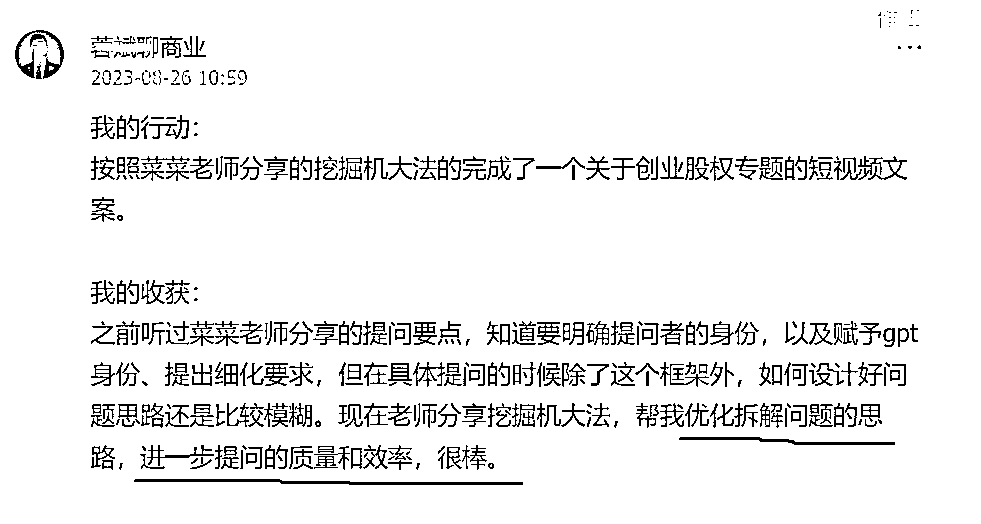 蓉斌聊商业
2023-08-26 10:59
我的行动：
按照菜菜老师分享的挖掘机大法的完成了一个关于创业股权专题的短视频文
案。
我的收获：
之前听过菜菜老师分享的提问要点，知道要明确提问者的身份，以及赋予gpt
身份、提出细化要求，但在具体提问的时候除了这个框架外，如何设计好问
题思路还是比较模糊。现在老师分享挖掘机大法，帮我优化拆解问题的思
路，进一步提问的质量和效率，很棒。